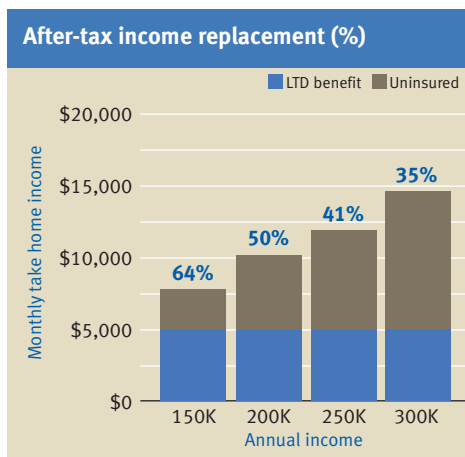 After-tax income replacement (%)
LTD benefit Uninsured
Monthly take home income
$20,000
$15,000
$10,000
$5,000
$0
64%
50%
41%
35%
150K 200K 250K 300K
Annual income